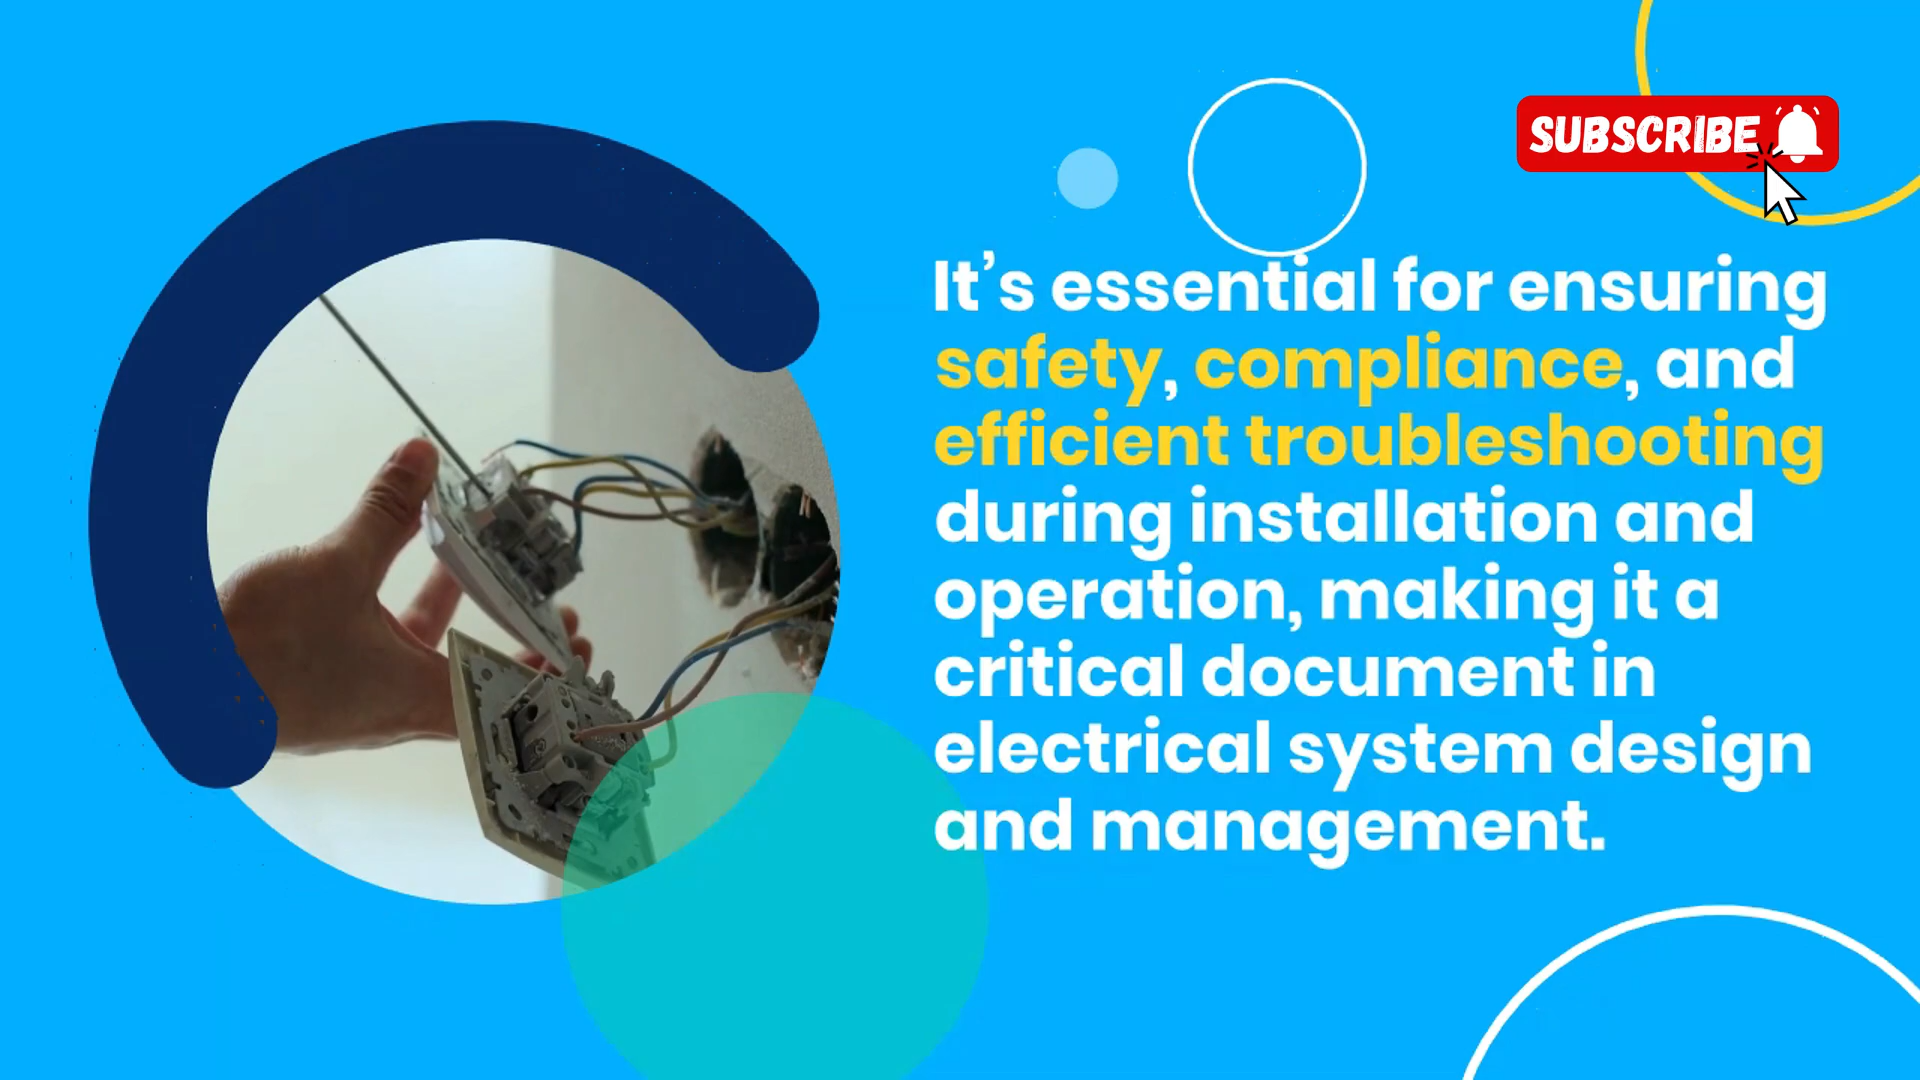 SUBSCRIBE
It’s essential for ensuring
safety, compliance, and
efficient troubleshooting
during installation and
operation, making it a
critical document in
electrical system design
and management.